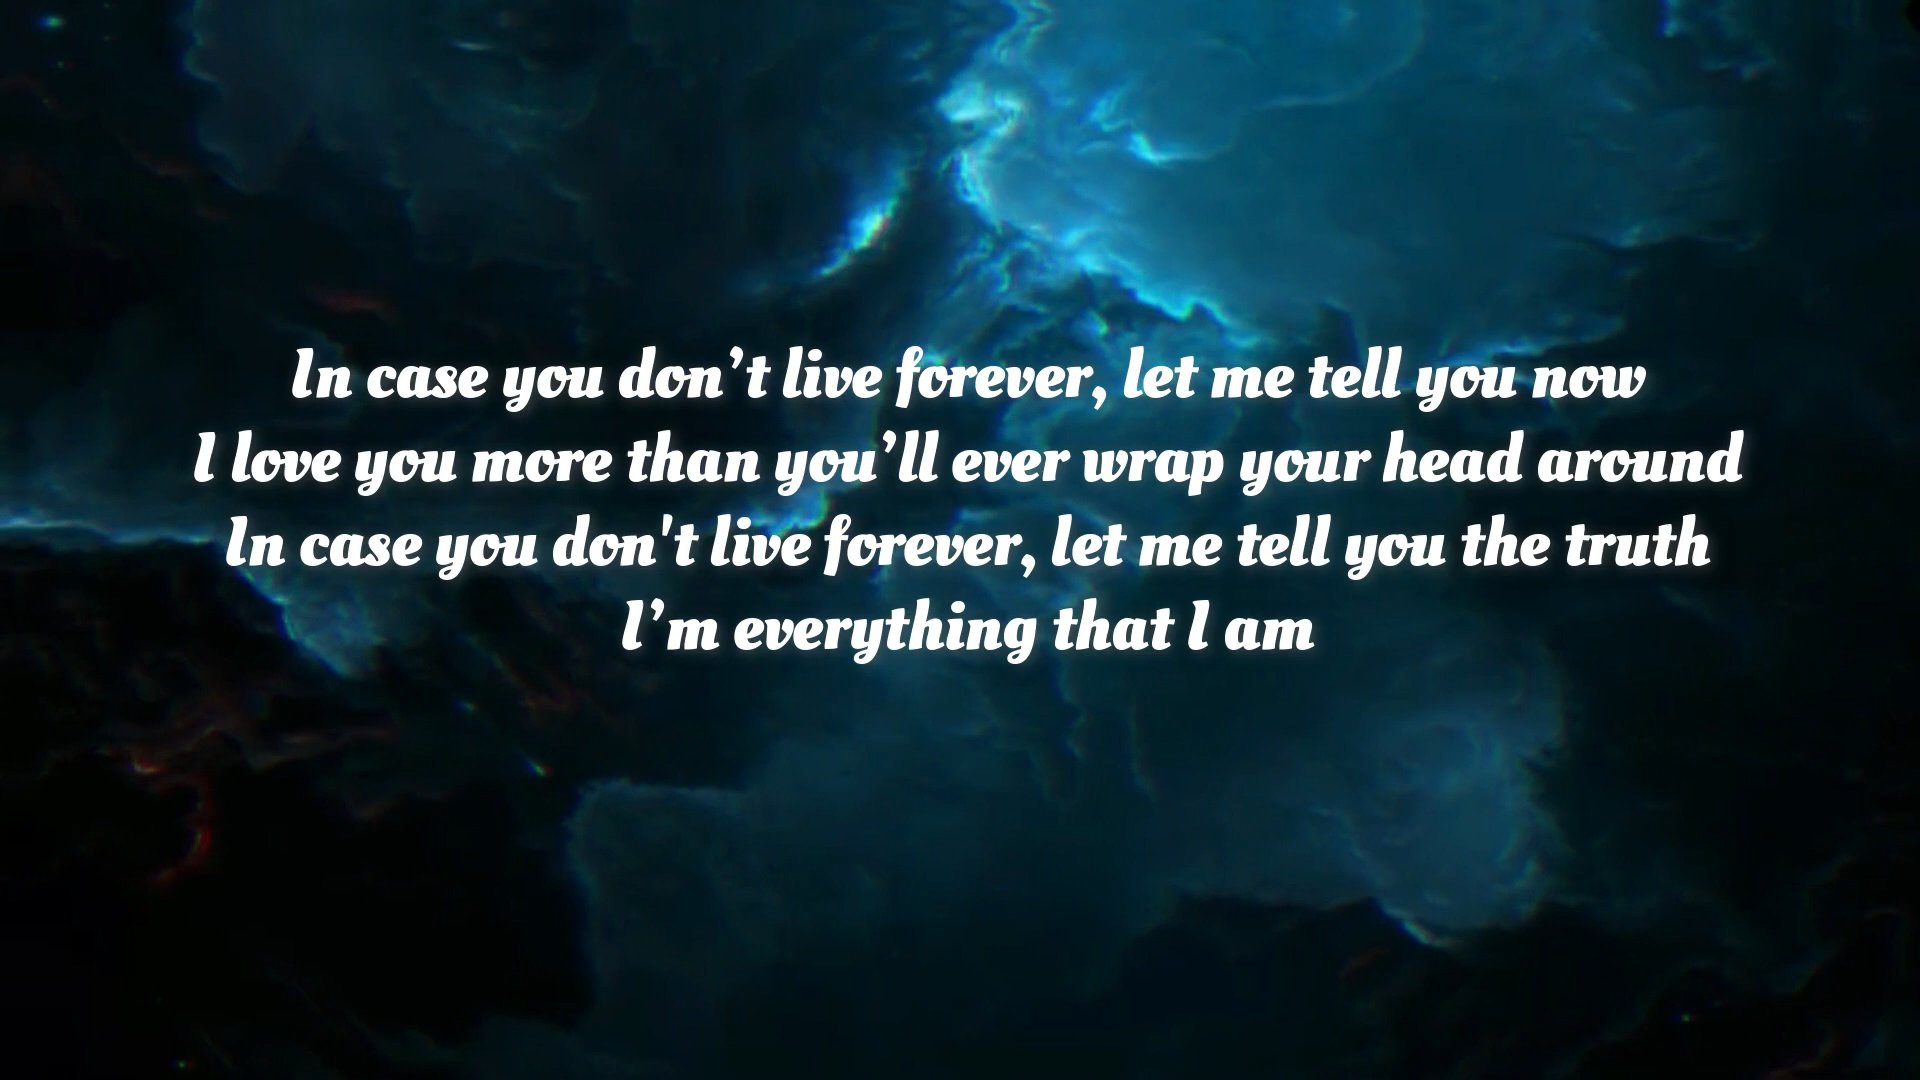 In case you don’t live forever, let me tell you now
I love you more than you’ll ever wrap your head around
In case you don't live forever, let me tell you the truth
I’m everything that I am